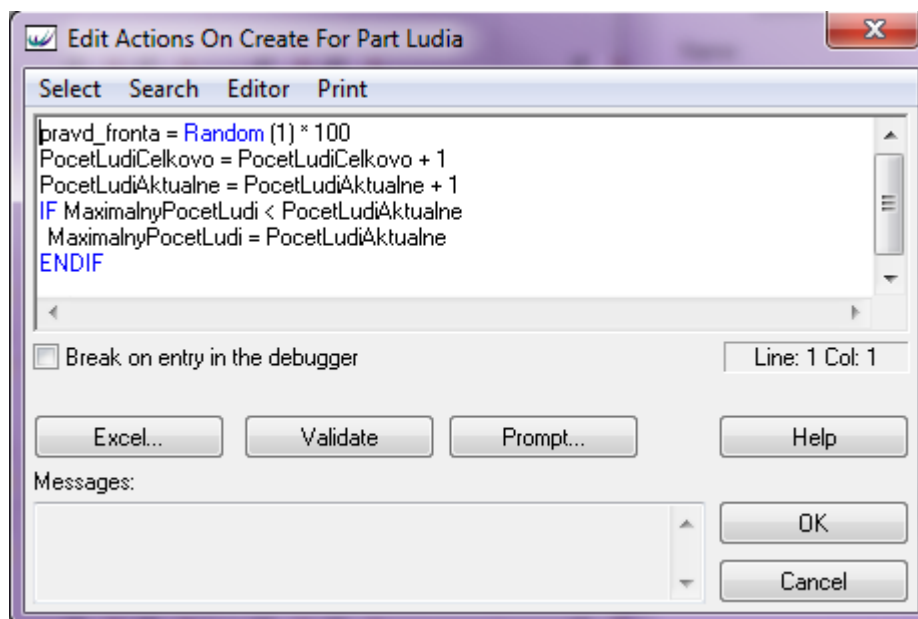 Edit Actions On Create For Part Ludia
Select Search Editor Print
pravd_fronta = Random (1) * 100
PocetLudiCelkovo = PocetLudiCelkovo + 1
PocetLudiAktualne = PocetLudiAktualne + 1
IF MaximalnyPocetLudi < PocetLudiAktualne
MaximalnyPocetLudi = PocetLudiAktualne
ENDIF
Break on entry in the debugger
Line: 1 Col: 1
Excel... Validate Prompt... Help
Messages:
OK
Cancel